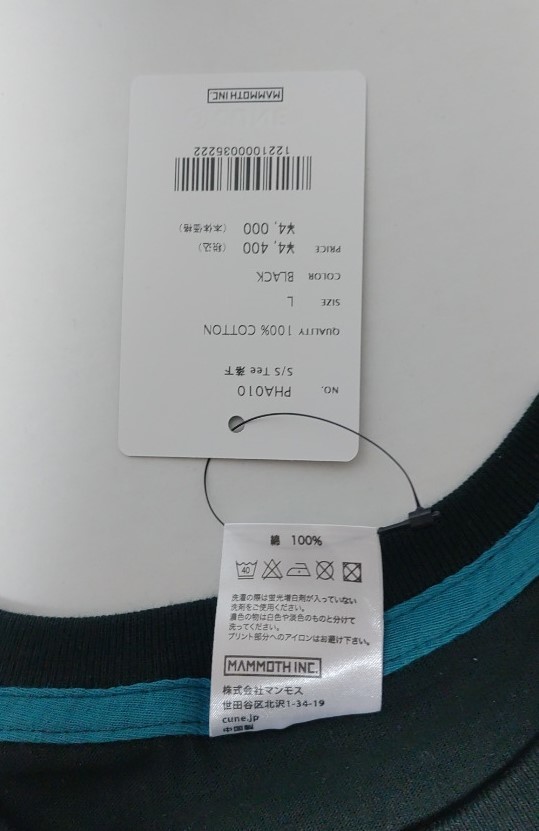 NO. PHA010
S/S Tee 落下
QUALITY 100% COTTON
SIZE L
COLOR BLACK
PRICE ¥4,400 (税込)
¥4,000 (本体価格)
1221000035222
MAMMOTH INC.
綿 100%
40
洗濯の際は蛍光増白剤が入っていない
洗剤をご使用ください。
濃色の物は白色や淡色のものと分けて
洗ってください。
プリント部分へのアイロンはお避け下さい。
MAMMOTH INC.
株式会社マンモス
世田谷区北沢1-34-19
cune.jp
中国製